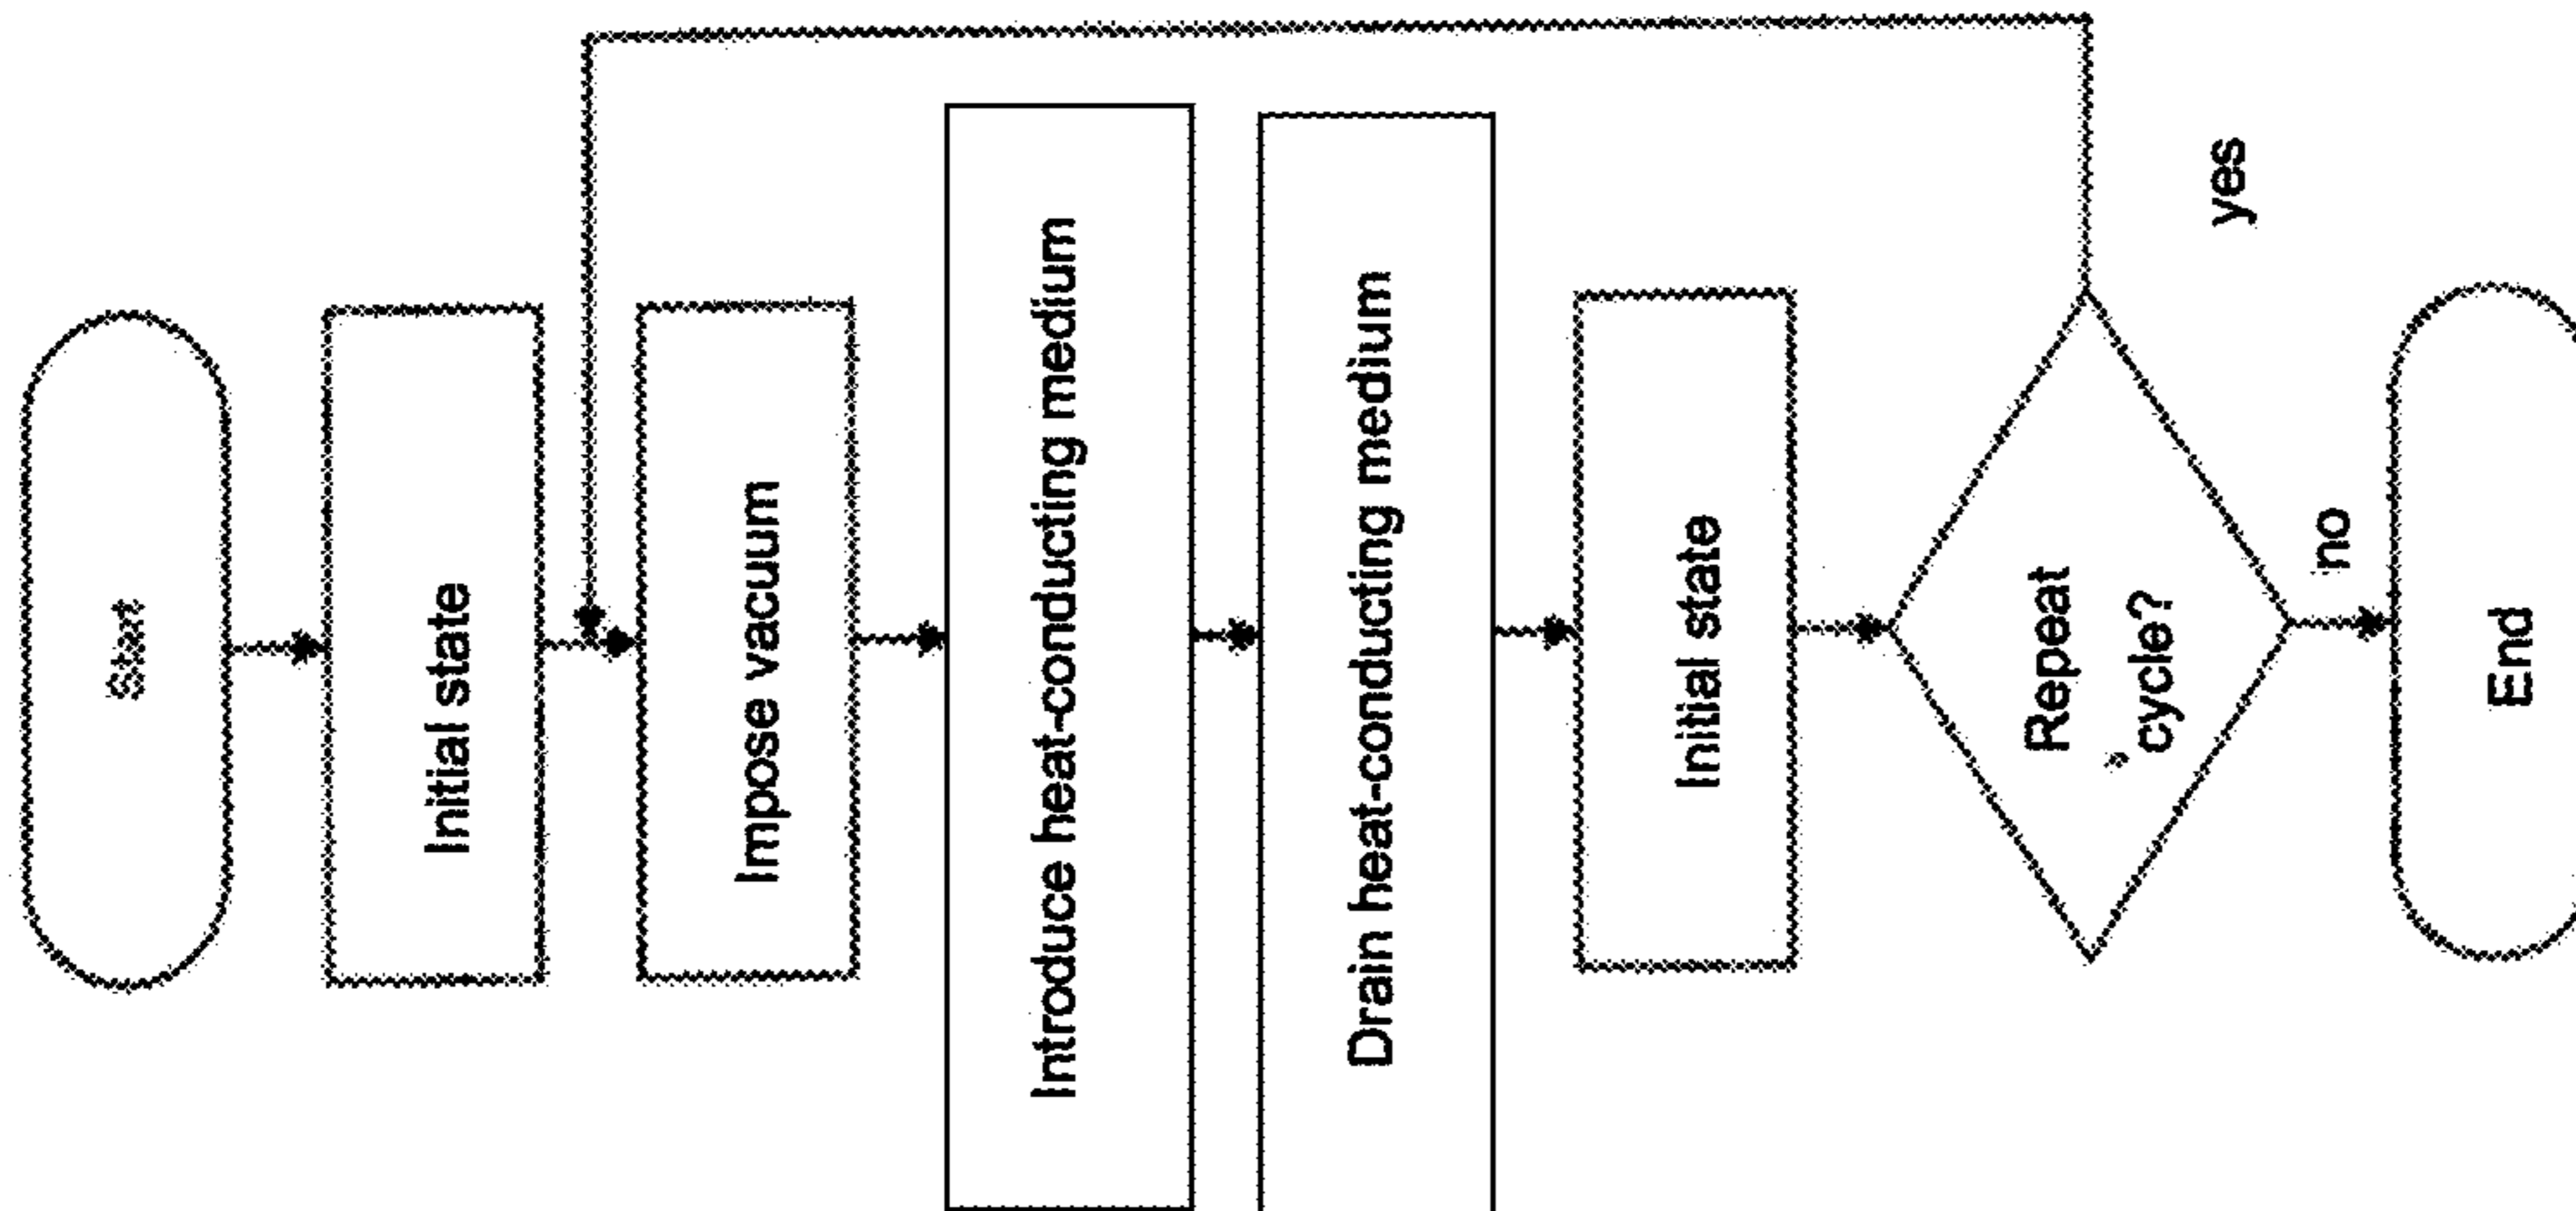 Start
Initial state
Impose vacuum
Introduce heat-conducting medium
Drain heat-conducting medium
Initial state
Repeat
cycle?
yes
no
End